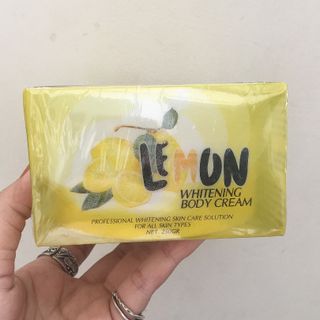 LEMON
WHITENING
BODY CREAM
PROFESSIONAL WHITENING SKIN CARE SOLUTION
FOR ALL SKIN TYPES
NET. 250GR